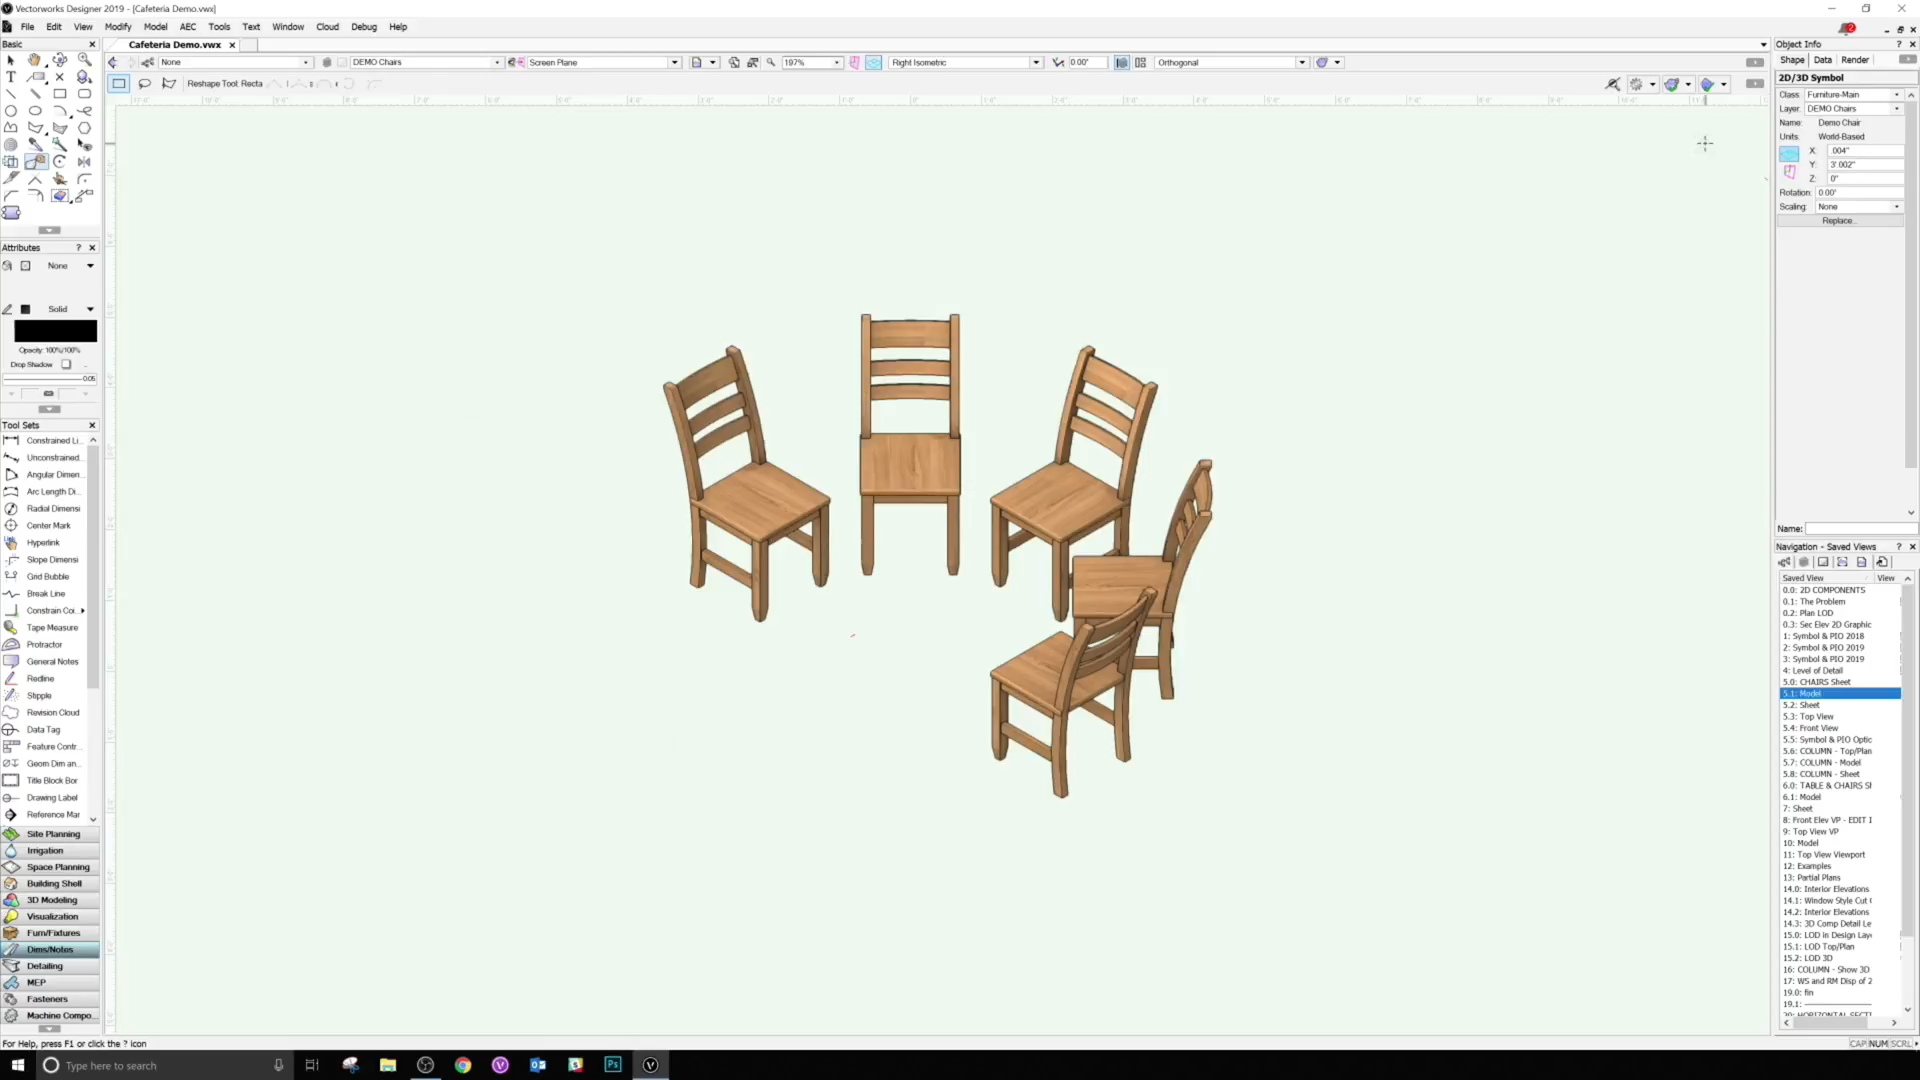 Vectorworks Designer 2019 - [Cafeteria Demo.vwx]
File Edit View Modify Model AEC Tools Text Window Cloud Debug Help
Basic
Cafeteria Demo.vwx
None DEMO Chairs Screen Plane 197% Right Isometric 0.00° Orthogonal
Reshape Tool: Recta
Attributes ?
None
Solid
Opacity: 100%/100%
Drop Shadow
0.05
Tool Sets
Constrained Li...
Unconstrained...
Angular Dimen...
Arc Length Di...
Radial Dimensi
Center Mark
Hyperlink
Slope Dimensi
Grid Bubble
Break Line
Constrain Coi...
Tape Measure
Protractor
General Notes
Redline
Stipple
Revision Cloud
Data Tag
Feature Contr...
Geom Dim an...
Title Block Bor
Drawing Label
Reference Mar
Site Planning
Irrigation
Space Planning
Building Shell
3D Modeling
Visualization
Furn/Fixtures
Dims/Notes
Detailing
MEP
Fasteners
Machine Compo...
For Help, press F1 or click the ? icon
Type here to search
2
Object Info ?
Shape Data Render
2D/3D Symbol
Class: Furniture-Main
Layer: DEMO Chairs
Name: Demo Chair
Units: World-Based
X: .004"
Y: 3'.002"
Z: 0"
Rotation: 0.00°
Scaling: None
Replace...
Name:
Navigation - Saved Views ?
Saved View View
0.0: 2D COMPONENTS
0.1: The Problem
0.2: Plan LOD
0.3: Sec Elev 2D Graphic
1: Symbol & PIO 2018
2: Symbol & PIO 2019
3: Symbol & PIO 2019
4: Level of Detail
5.0: CHAIRS Sheet
5.1: Model
5.2: Sheet
5.3: Top View
5.4: Front View
5.5: Symbol & PIO Optic
5.6: COLUMN - Top/Plan
5.7: COLUMN - Model
5.8: COLUMN - Sheet
6.0: TABLE & CHAIRS SH
6.1: Model
7: Sheet
8: Front Elev VP - EDIT I
9: Top View VP
10: Model
11: Top View Viewport
12: Examples
13: Partial Plans
14.0: Interior Elevations
14.1: Window Style Cut
14.2: Interior Elevations
14.3: 3D Comp Detail Le
15.0: LOD in Design Lay
15.1: LOD Top/Plan
15.2: LOD 3D
16: COLUMN - Show 3D
17: WS and RM Disp of 2
19.0: fin
19.1: ----------------
CAP NUM SCRL